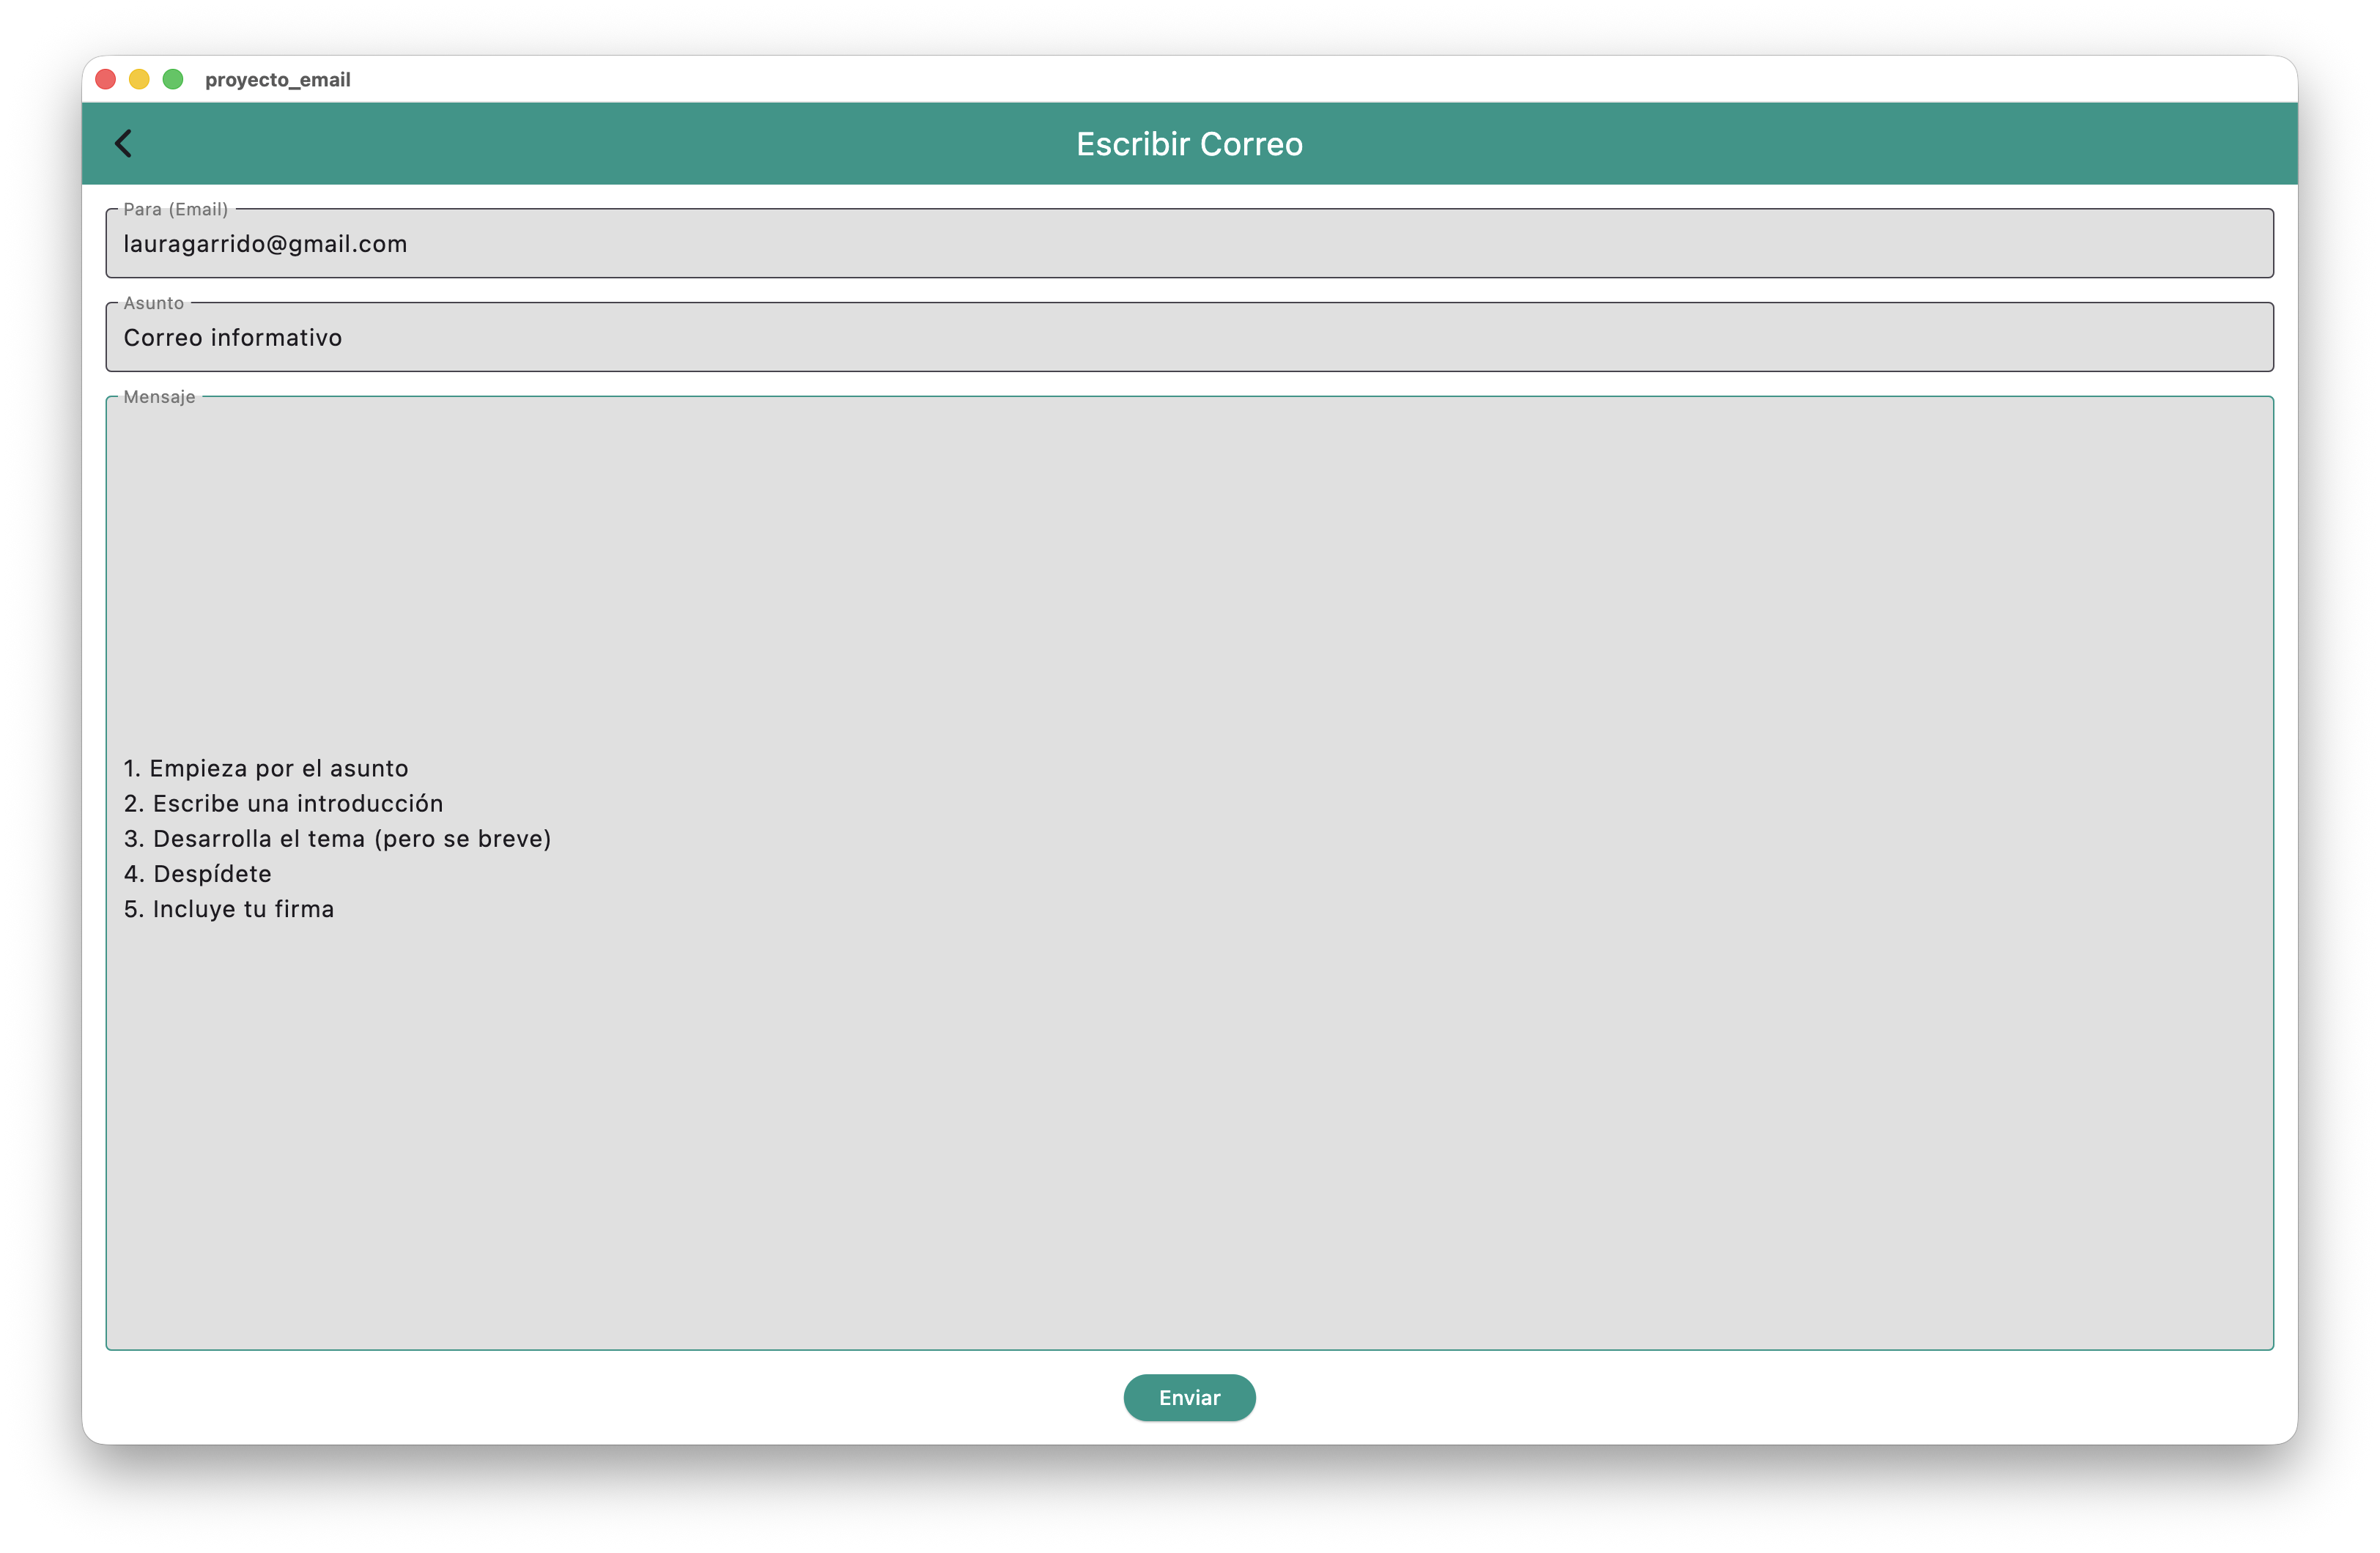 proyecto_email
Escribir Correo
Para (Email)
lauragarrido@gmail.com
Asunto
Correo informativo
Mensaje
1. Empieza por el asunto
2. Escribe una introducción
3. Desarrolla el tema (pero se breve)
4. Despídete
5. Incluye tu firma
Enviar